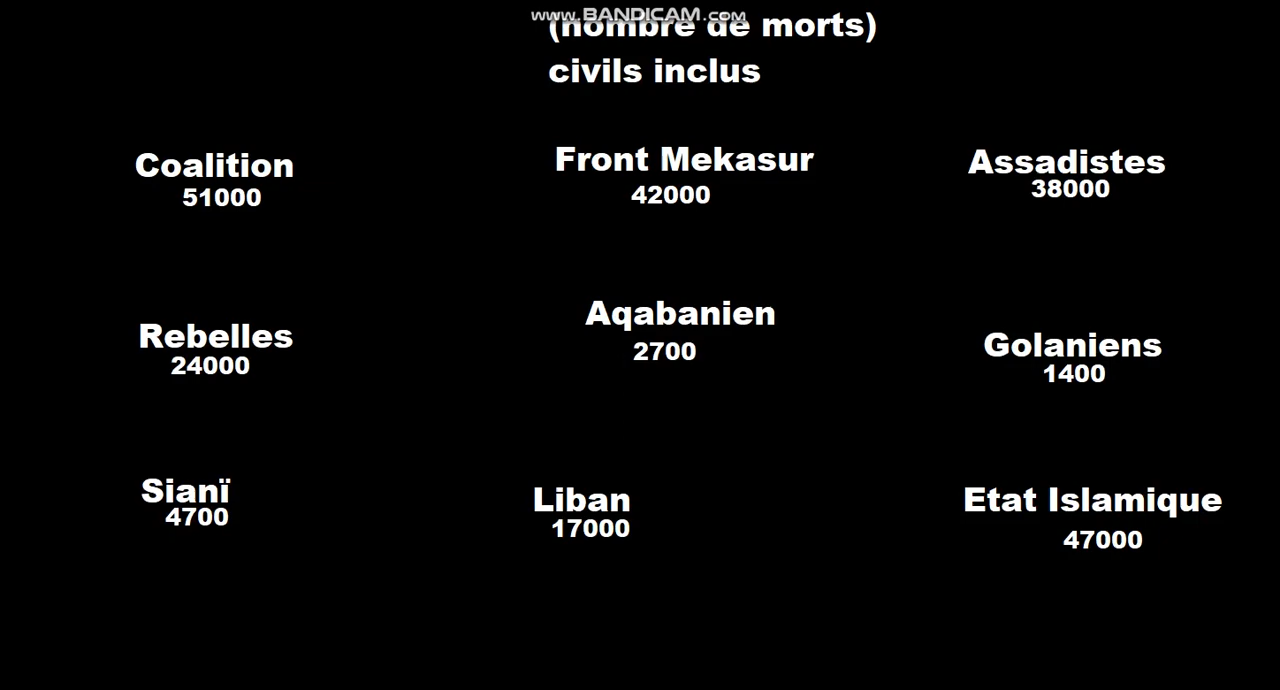 www.BANDICAM.com
(nombre de morts)
civils inclus
Coalition
51000
Front Mekasur
42000
Assadistes
38000
Rebelles
24000
Aqabanien
2700
Golaniens
1400
Sianï
4700
Liban
17000
Etat Islamique
47000